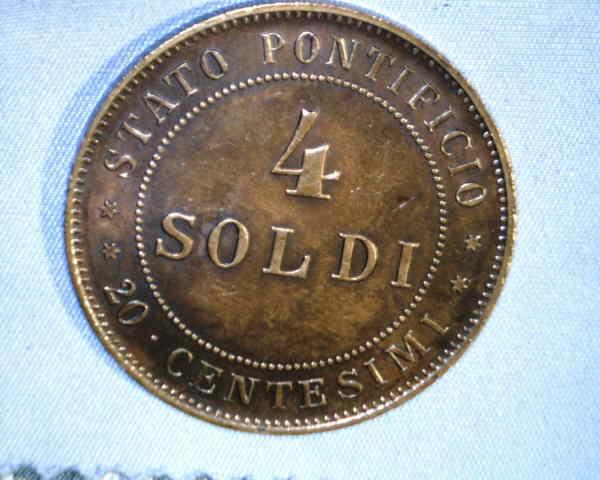 STATO PONTIFICIO
4
SOLDI
20 · CENTESIMI